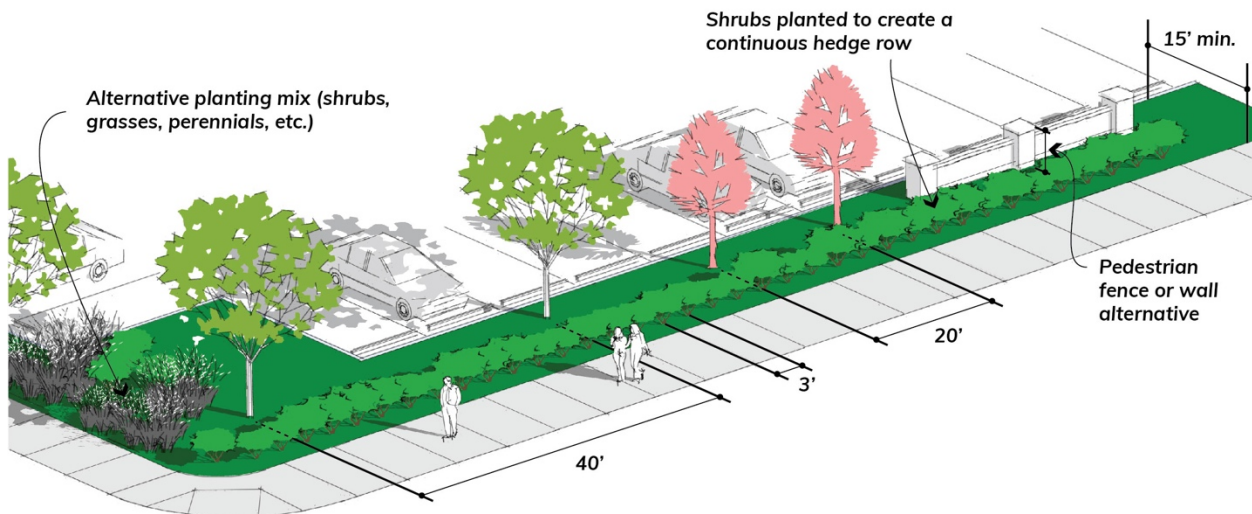 Shrubs planted to create a
continuous hedge row
15’ min.
Alternative planting mix (shrubs,
grasses, perennials, etc.)
Pedestrian
fence or wall
alternative
20’
3’
40’